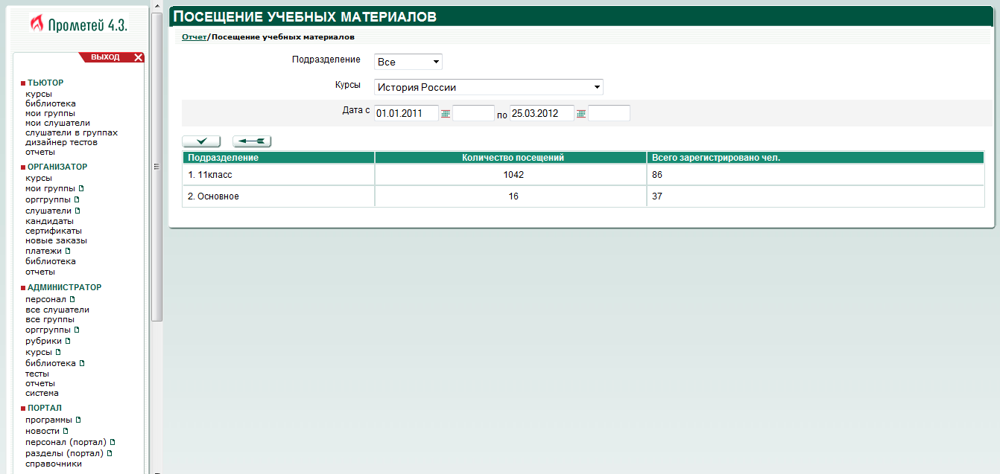 Прометей 4.3.
ВЫХОД
ТЬЮТОР
курсы
библиотека
мои группы
мои слушатели
слушатели в группах
дизайнер тестов
отчеты
ОРГАНИЗАТОР
курсы
мои группы
орггруппы
слушатели
кандидаты
сертификаты
новые заказы
платежи
библиотека
отчеты
АДМИНИСТРАТОР
персонал
все слушатели
все группы
орггруппы
рубрики
курсы
библиотека
тесты
отчеты
система
ПОРТАЛ
программы
новости
персонал (портал)
разделы (портал)
справочники
ПОСЕЩЕНИЕ УЧЕБНЫХ МАТЕРИАЛОВ
Отчет/Посещение учебных материалов
Подразделение Все
Курсы История России
Дата с 01.01.2011 по 25.03.2012
Подразделение Количество посещений Всего зарегистрировано чел.
1. 11класс 1042 86
2. Основное 16 37